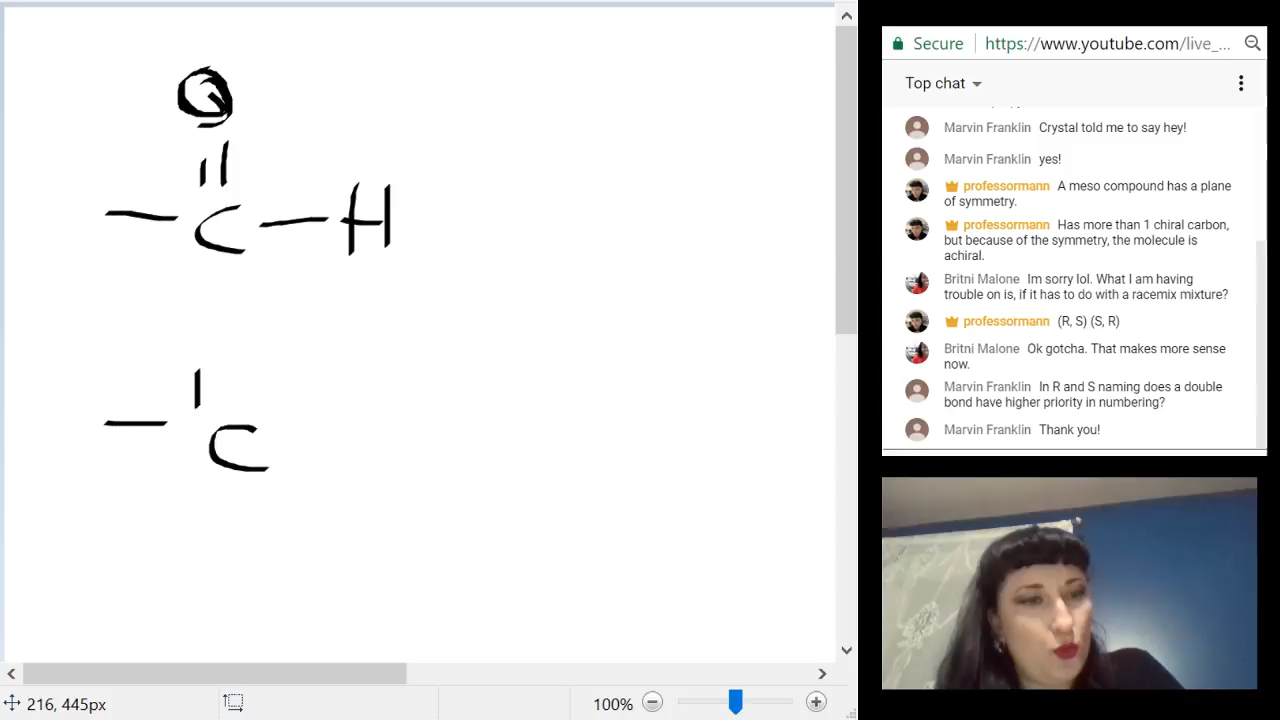 O
C H
C
216, 445px
100%
Secure https://www.youtube.com/live_...
Top chat
Marvin Franklin Crystal told me to say hey!
Marvin Franklin yes!
professormann A meso compound has a plane
of symmetry.
professormann Has more than 1 chiral carbon,
but because of the symmetry, the molecule is
achiral.
Britni Malone Im sorry lol. What I am having
trouble on is, if it has to do with a racemix mixture?
professormann (R, S) (S, R)
Britni Malone Ok gotcha. That makes more sense
now.
Marvin Franklin In R and S naming does a double
bond have higher priority in numbering?
Marvin Franklin Thank you!